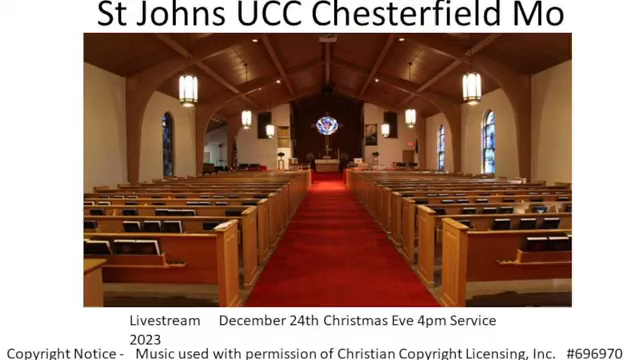 St Johns UCC Chesterfield Mo
Livestream December 24th Christmas Eve 4pm Service
2023
Copyright Notice - Music used with permission of Christian Copyright Licensing, Inc. #696970